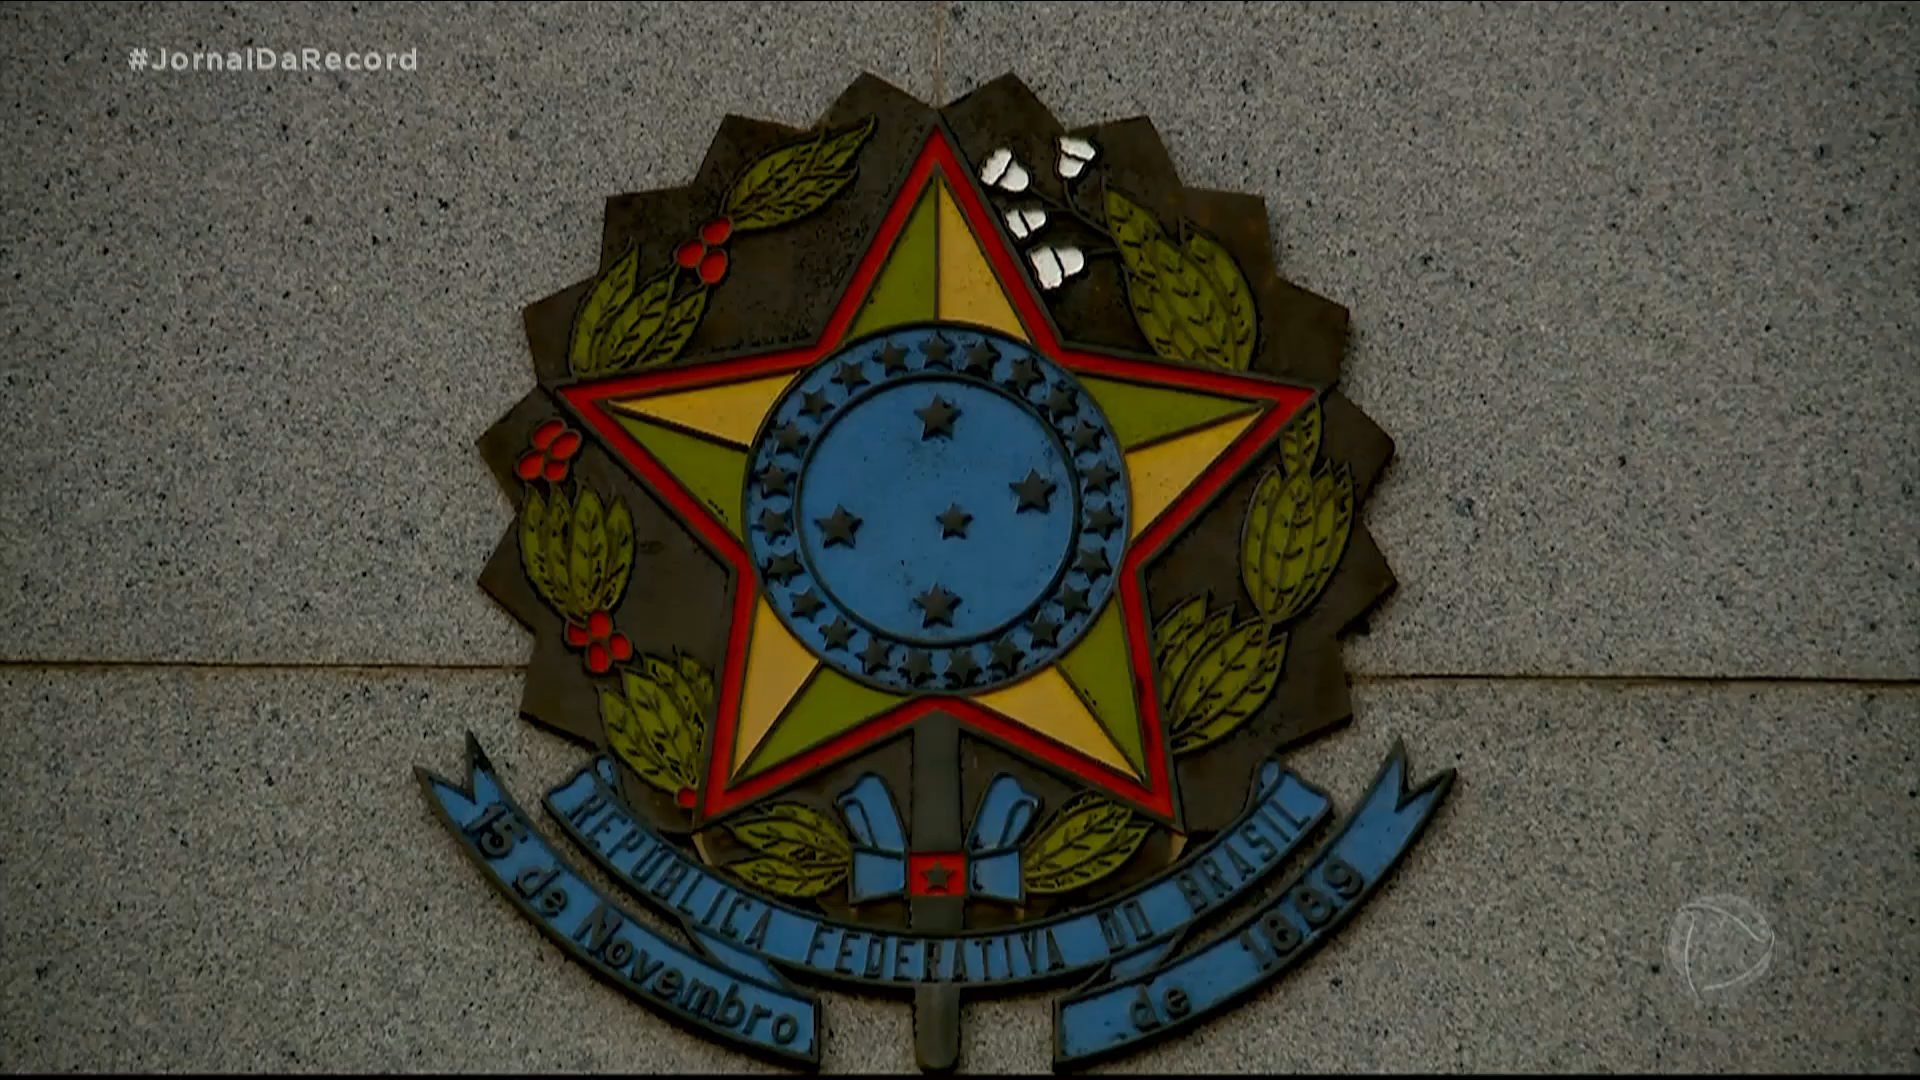 #JornalDaRecord
REPÚBLICA FEDERATIVA DO BRASIL
15 de Novembro
de 1889